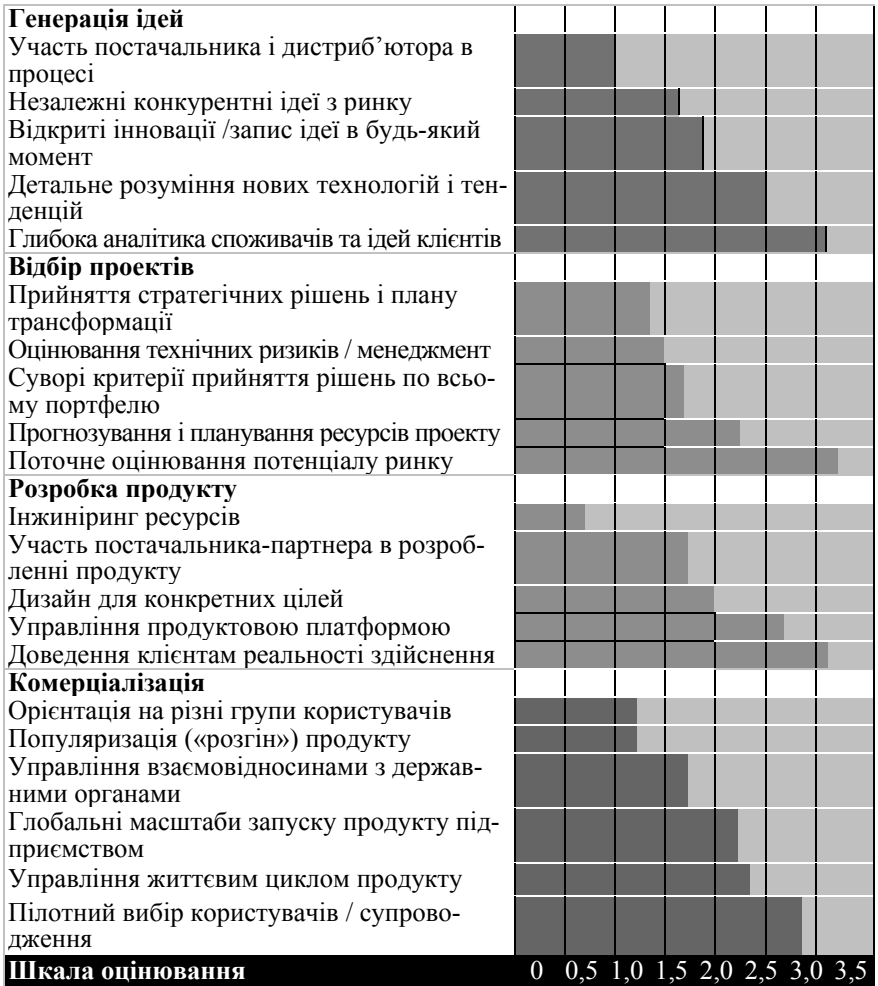 Генерація ідей
Участь постачальника і дистриб’ютора в
процесі
Незалежні конкурентні ідеї з ринку
Відкриті інновації /запис ідеї в будь-який
момент
Детальне розуміння нових технологій і тен-
денцій
Глибока аналітика споживачів та ідей клієнтів
Відбір проектів
Прийняття стратегічних рішень і плану
трансформації
Оцінювання технічних ризиків / менеджмент
Суворі критерії прийняття рішень по всьо-
му портфелю
Прогнозування і планування ресурсів проекту
Поточне оцінювання потенціалу ринку
Розробка продукту
Інжиніринг ресурсів
Участь постачальника-партнера в розроб-
ленні продукту
Дизайн для конкретних цілей
Управління продуктовою платформою
Доведення клієнтам реальності здійснення
Комерціалізація
Орієнтація на різні групи користувачів
Популяризація («розгін») продукту
Управління взаємовідносинами з держав-
ними органами
Глобальні масштаби запуску продукту під-
приємством
Управління життєвим циклом продукту
Пілотний вибір користувачів / супрово-
дження
Шкала оцінювання 0 0,5 1,0 1,5 2,0 2,5 3,0 3,5